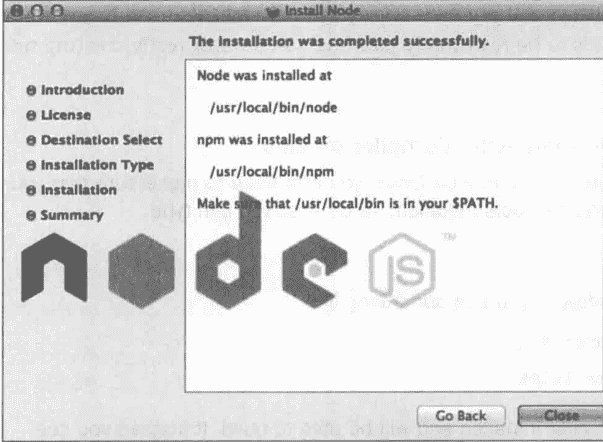 Install Node
The Installation was completed successfully.
Introduction
License
Destination Select
Installation Type
Installation
Summary
Node was installed at
/usr/local/bin/node
npm was installed at
/usr/local/bin/npm
Make sure that /usr/local/bin is in your $PATH.
node
JS
™
Go Back
Close